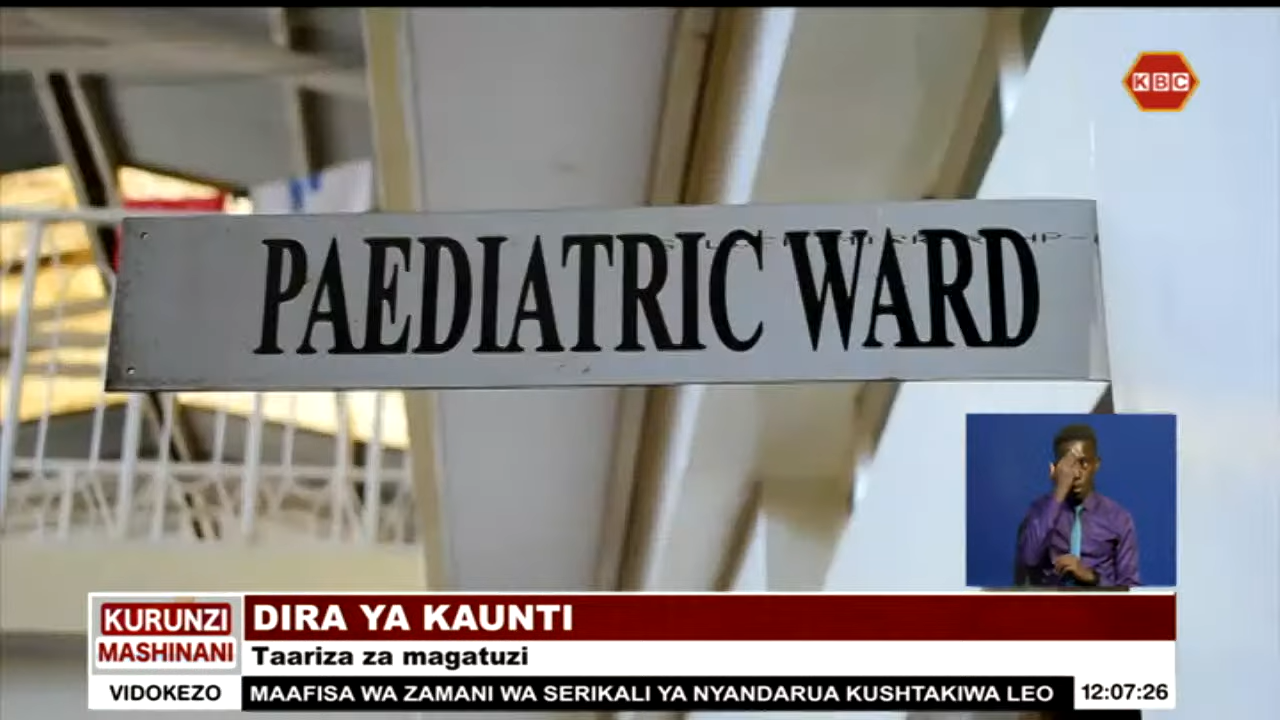 KBC
PAEDIATRIC WARD
KURUNZI
MASHINANI
DIRA YA KAUNTI
Taariza za magatuzi
VIDOKEZO
MAAFISA WA ZAMANI WA SERIKALI YA NYANDARUA KUSHTAKIWA LEO
12:07:26